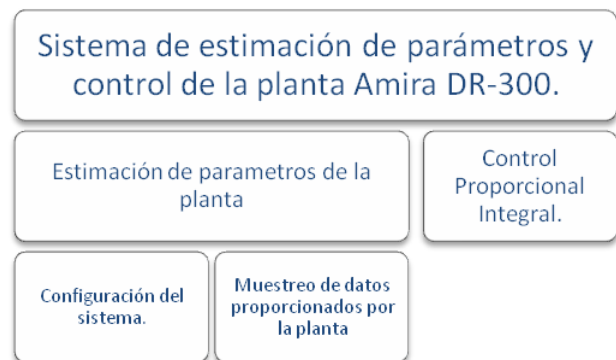 Sistema de estimación de parámetros y
control de la planta Amira DR-300.
Estimación de parametros de la
planta
Control
Proporcional
Integral.
Configuración del
sistema.
Muestreo de datos
proporcionados por
la planta